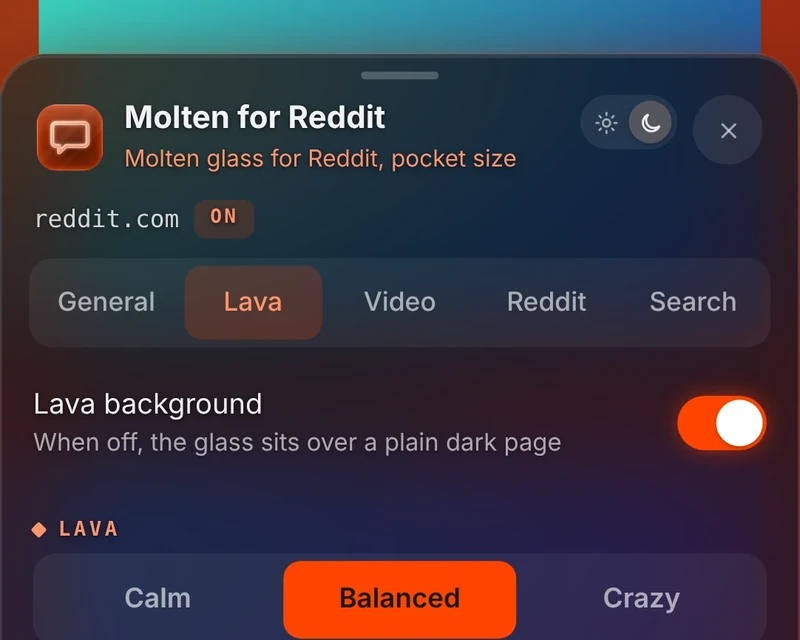 Molten for Reddit
Molten glass for Reddit, pocket size
reddit.com ON
General Lava Video Reddit Search
Lava background
When off, the glass sits over a plain dark page
LAVA
Calm Balanced Crazy